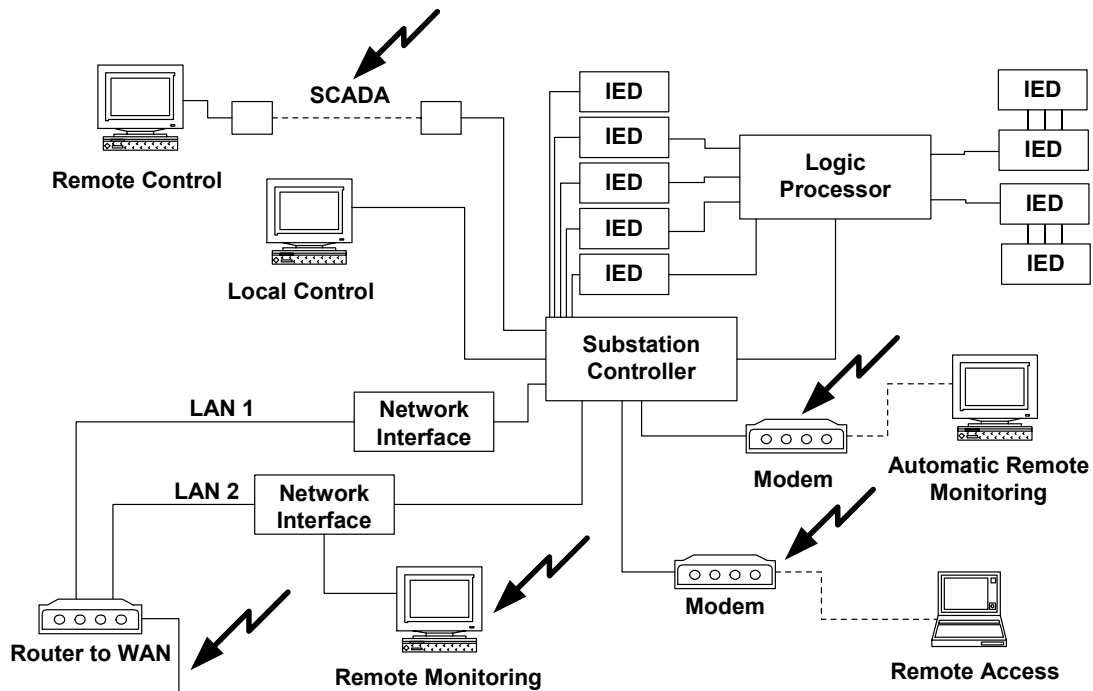 SCADA
Remote Control
Local Control
IED
IED
IED
IED
IED
Logic
Processor
IED
IED
IED
IED
Substation
Controller
LAN 1
Network
Interface
LAN 2
Network
Interface
Modem
Automatic Remote
Monitoring
Modem
Router to WAN
Remote Monitoring
Remote Access